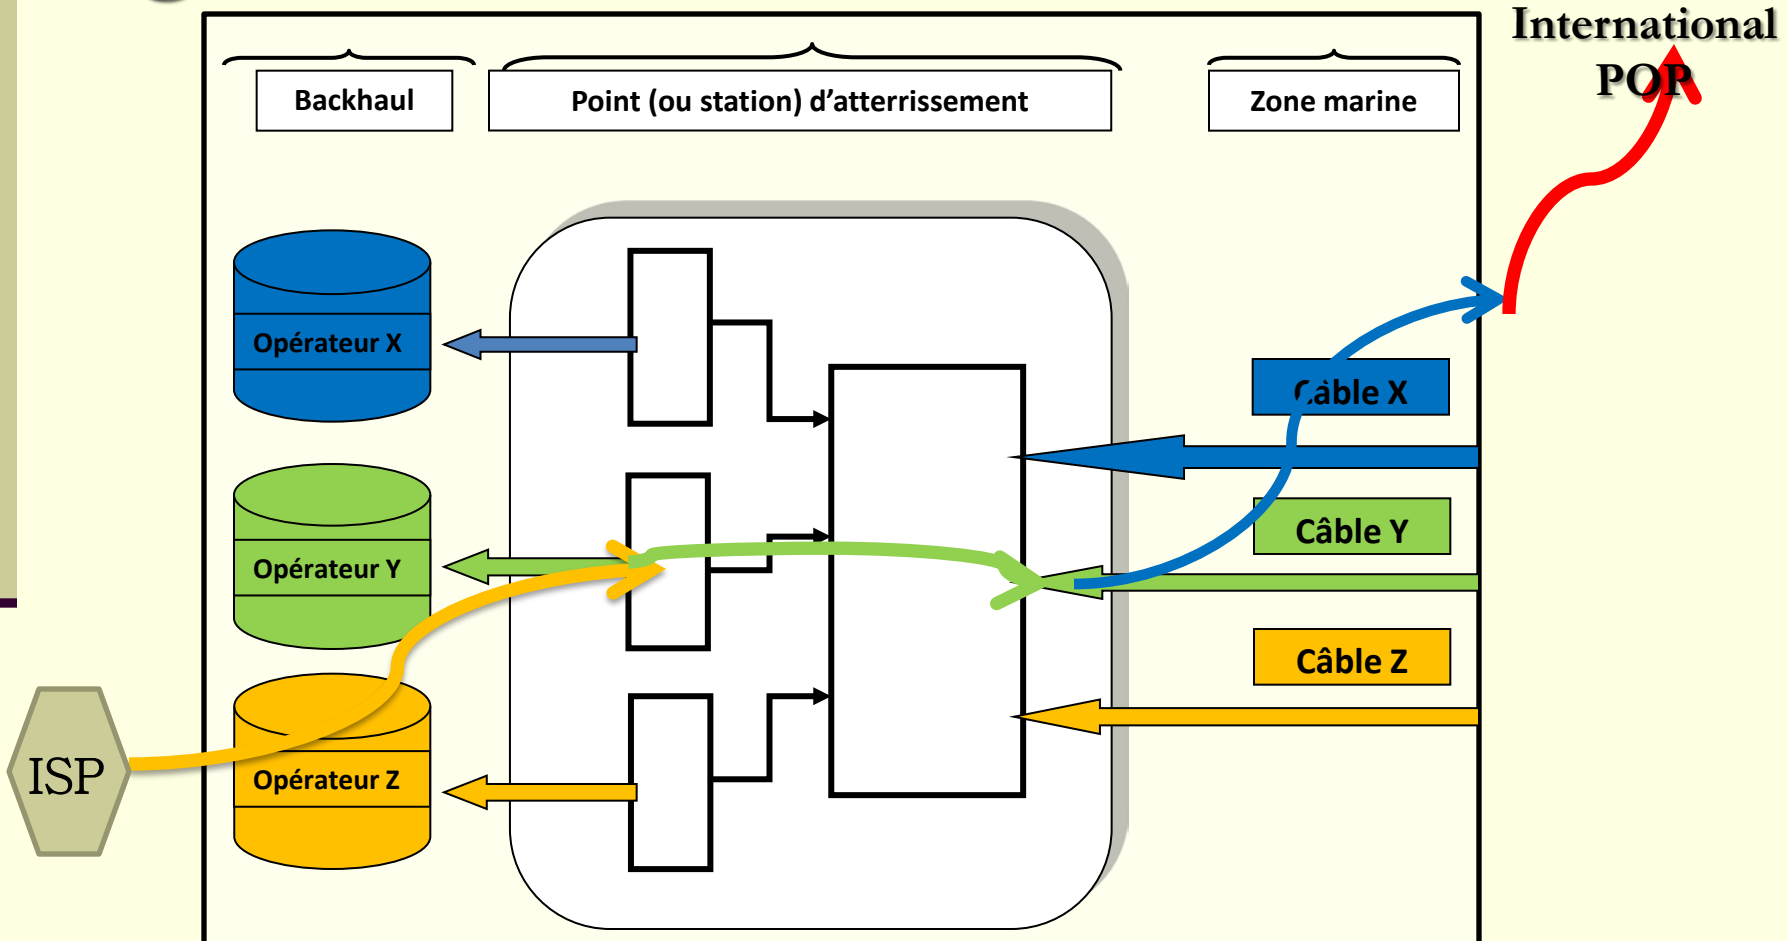 International
POP
Backhaul
Point (ou station) d’atterrissement
Zone marine
Opérateur X
Câble X
Câble Y
Opérateur Y
Câble Z
ISP
Opérateur Z